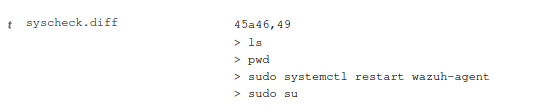 t syscheck.diff 45a46,49
> ls
> pwd
> sudo systemctl restart wazuh-agent
> sudo su